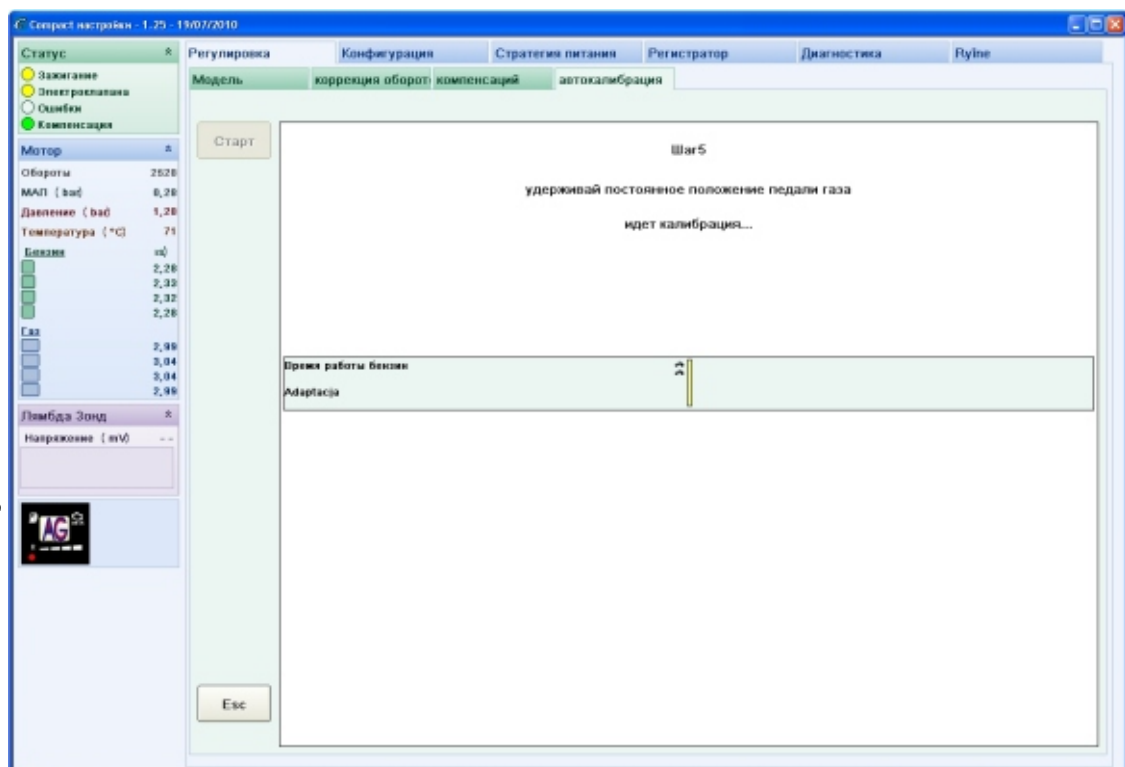 Compact настройки - 1.25 - 19/07/2010
Статус
Зажигание
Электроклапана
Ошибки
Компенсация
Мотор
Обороты 2620
МАП ( bar) 0,28
Давление ( bar) 1,20
Температура (°C) 71
Бензин
2,28
2,33
2,32
2,28
Газ
2,99
3,04
3,04
2,99
Лямбда Зонд
Напряжение ( mV) --
AG
Регулировка Конфигурация Стратегия питания Регистратор Диагностика Ryline
Модель коррекция оборот компенсаций автокалибрация
Старт
Шаг5
удерживай постоянное положение педали газа
идет калибрация...
Время работы бензин
Adaptacja
Esc